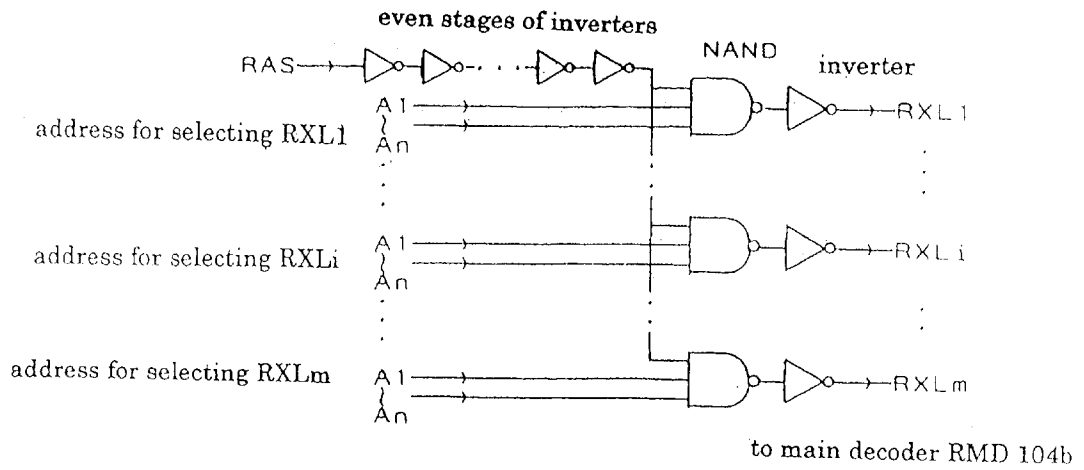 even stages of inverters
RAS
NAND
inverter
A1
An
address for selecting RXL1
RXL1
A1
An
address for selecting RXLi
RXLi
A1
An
address for selecting RXLm
RXLm
to main decoder RMD 104b